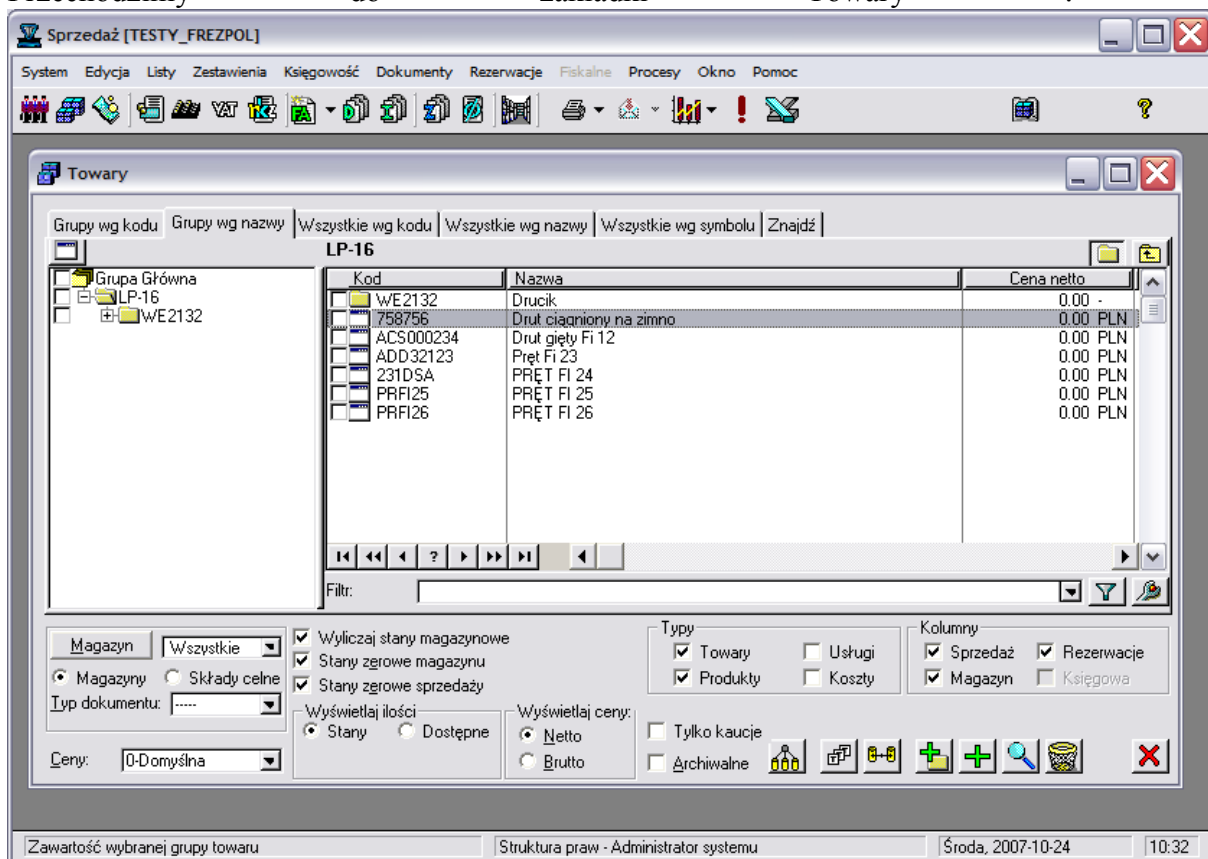 Przechodzimy do zakładki Towary .
Sprzedaż [TESTY_FREZPOL]
System Edycja Listy Zestawienia Księgowość Dokumenty Rezerwacje Fiskalne Procesy Okno Pomoc
Towary
Grupy wg kodu Grupy wg nazwy Wszystkie wg kodu Wszystkie wg nazwy Wszystkie wg symbolu Znajdź
LP-16
Grupa Główna
LP-16
WE2132
Kod Nazwa Cena netto
WE2132 Drucik 0.00 -
758756 Drut ciągniony na zimno 0.00 PLN
ACS000234 Drut gięty Fi 12 0.00 PLN
ADD32123 Pręt Fi 23 0.00 PLN
231DSA PRĘT FI 24 0.00 PLN
PRFI25 PRĘT FI 25 0.00 PLN
PRFI26 PRĘT FI 26 0.00 PLN
Filtr:
Magazyn Wszystkie
Magazyny Składy celne
Typ dokumentu: -----
Ceny: 0-Domyślna
Wyliczaj stany magazynowe
Stany zerowe magazynu
Stany zerowe sprzedaży
Wyświetlaj ilości
Stany Dostępne
Wyświetlaj ceny:
Netto
Brutto
Typy
Towary Usługi
Produkty Koszty
Tylko kaucje
Archiwalne
Kolumny
Sprzedaż Rezerwacje
Magazyn Księgowa
Zawartość wybranej grupy towaru Struktura praw - Administrator systemu Środa, 2007-10-24 10:32